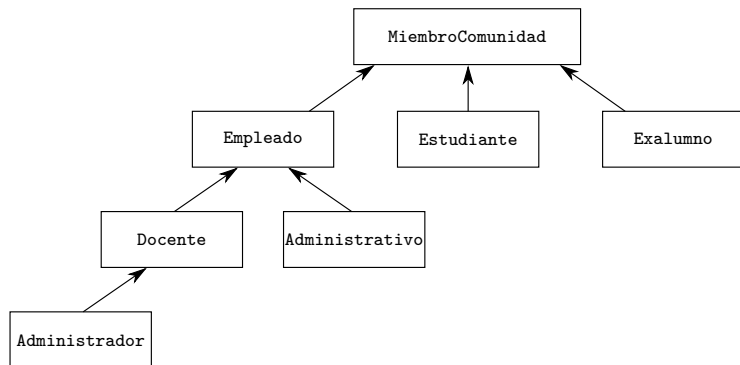 MiembroComunidad
Empleado
Estudiante
Exalumno
Docente
Administrativo
Administrador